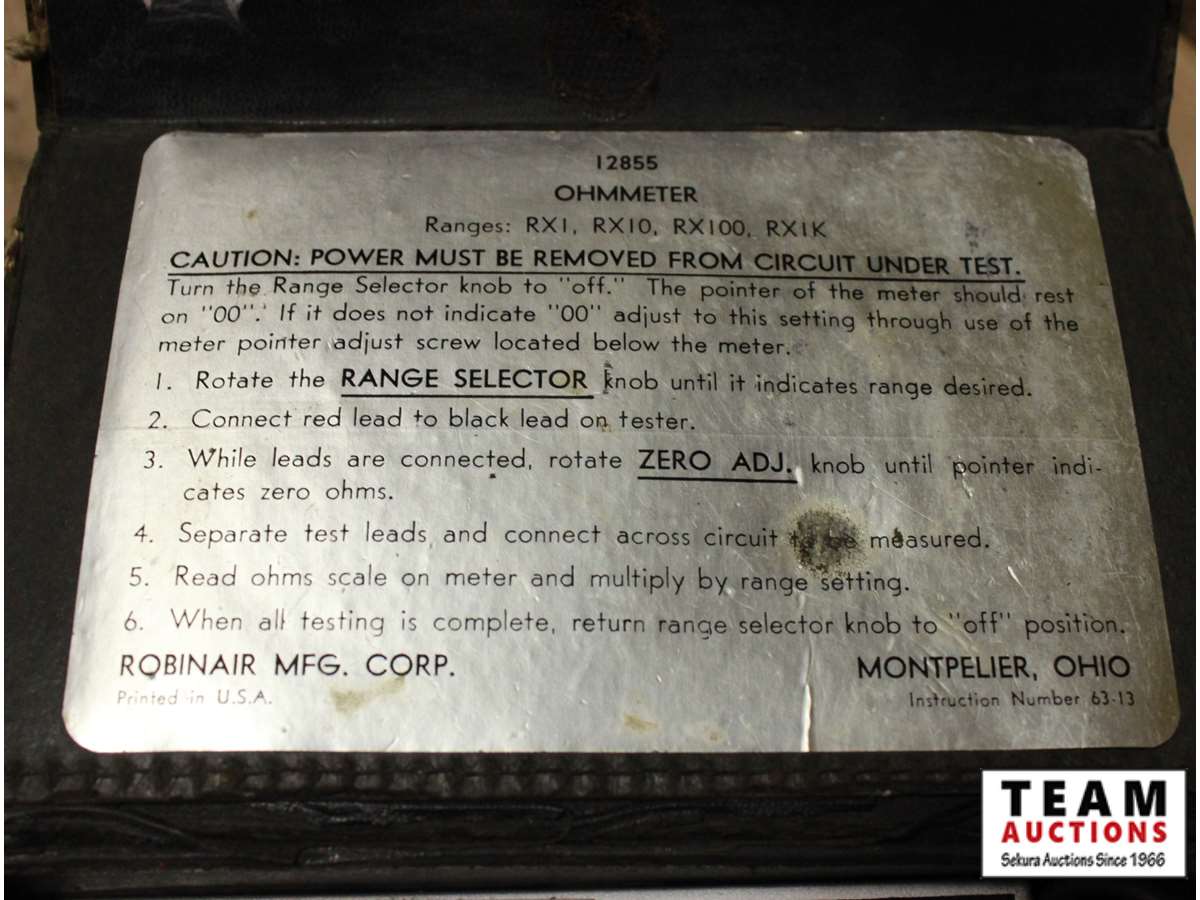 12855
OHMMETER
Ranges: RX1, RX10, RX100, RX1K
CAUTION: POWER MUST BE REMOVED FROM CIRCUIT UNDER TEST.
Turn the Range Selector knob to "off." The pointer of the meter should rest
on "00". If it does not indicate "00" adjust to this setting through use of the
meter pointer adjust screw located below the meter.
1. Rotate the RANGE SELECTOR knob until it indicates range desired.
2. Connect red lead to black lead on tester.
3. While leads are connected, rotate ZERO ADJ. knob until pointer indi-
cates zero ohms.
4. Separate test leads and connect across circuit to be measured.
5. Read ohms scale on meter and multiply by range setting.
6. When all testing is complete, return range selector knob to "off" position.
ROBINAIR MFG. CORP. MONTPELIER, OHIO
Printed in U.S.A. Instruction Number 63-13
TEAM
AUCTIONS
Sekura Auctions Since 1966